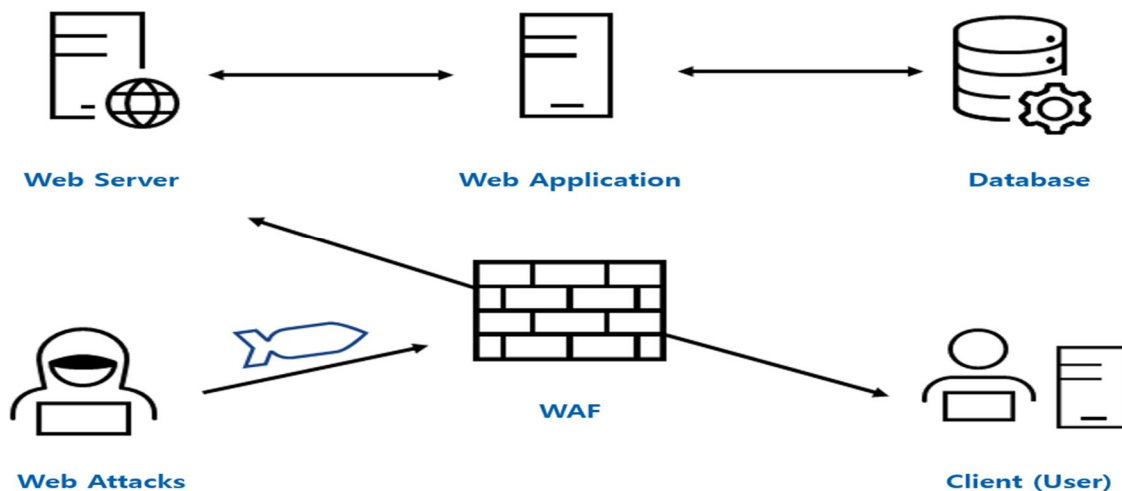 Web Server
Web Application
Database
WAF
Web Attacks
Client (User)